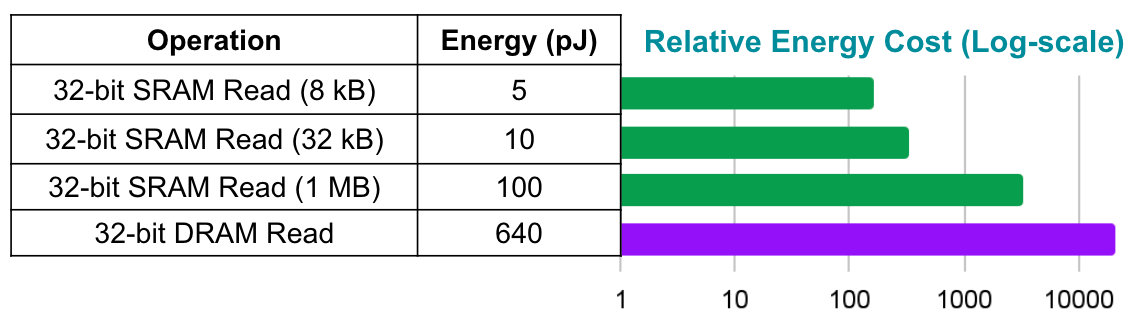 Operation Energy (pJ) Relative Energy Cost (Log-scale)
32-bit SRAM Read (8 kB) 5
32-bit SRAM Read (32 kB) 10
32-bit SRAM Read (1 MB) 100
32-bit DRAM Read 640
1 10 100 1000 10000